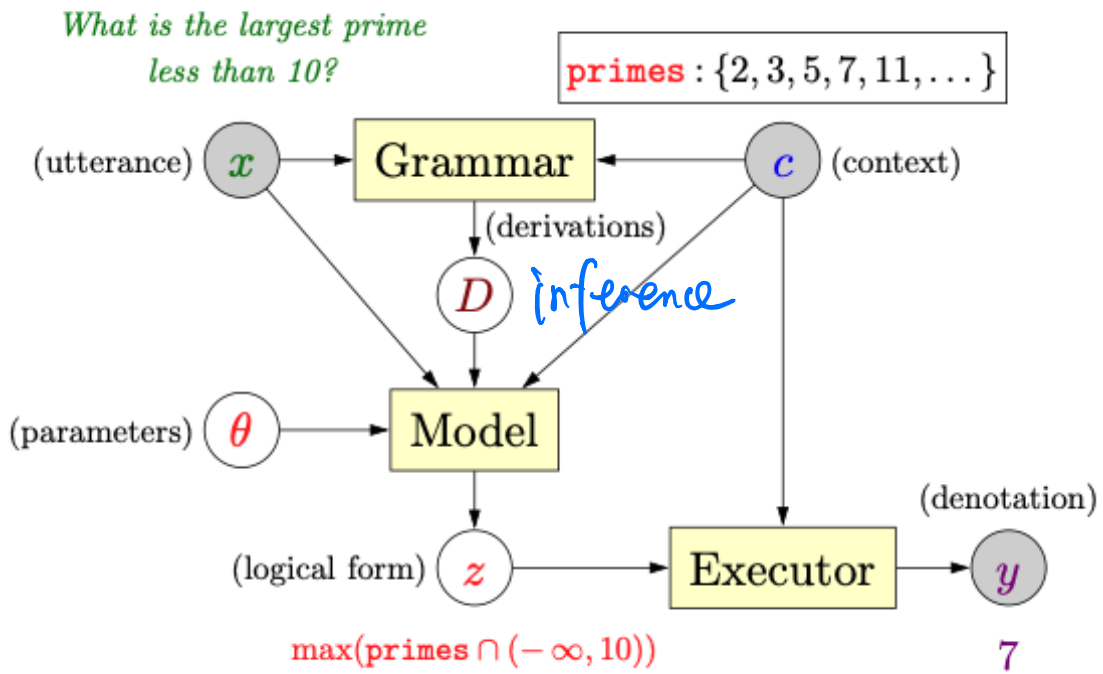 What is the largest prime
less than 10?
primes : {2, 3, 5, 7, 11, . . . }
(utterance) x
Grammar
c (context)
(derivations)
D
inference
(parameters) θ
Model
(denotation)
(logical form) z
Executor
y
max(primes ∩ (− ∞, 10))
7